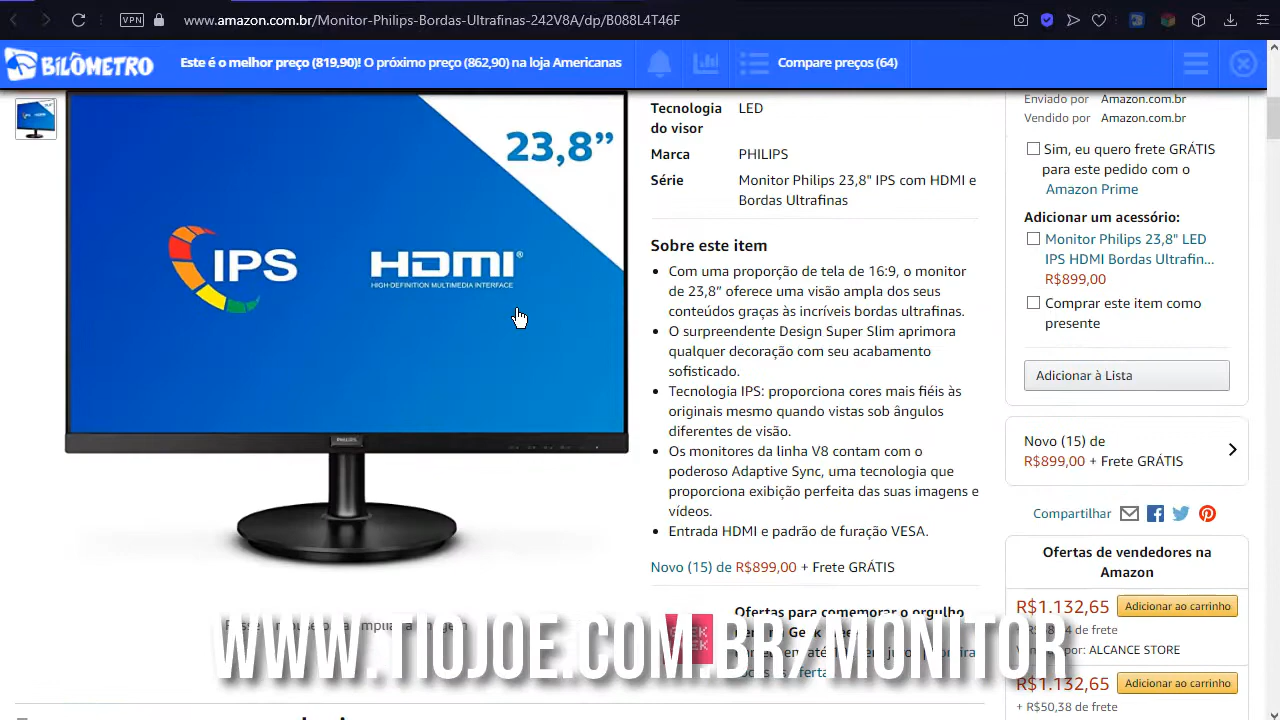 VPN
www.amazon.com.br/Monitor-Philips-Bordas-Ultrafinas-242V8A/dp/B088L4T46F
BILÔMETRO
Este é o melhor preço (819,90)! O próximo preço (862,90) na loja Americanas
Compare preços (64)
23,8”
IPS
HDMI®
HIGH-DEFINITION MULTIMEDIA INTERFACE
PHILIPS
Tecnologia do visor
LED
Marca
PHILIPS
Série
Monitor Philips 23,8" IPS com HDMI e
Bordas Ultrafinas
Sobre este item
• Com uma proporção de tela de 16:9, o monitor
de 23,8” oferece uma visão ampla dos seus
conteúdos graças às incríveis bordas ultrafinas.
• O surpreendente Design Super Slim aprimora
qualquer decoração com seu acabamento
sofisticado.
• Tecnologia IPS: proporciona cores mais fiéis às
originais mesmo quando vistas sob ângulos
diferentes de visão.
• Os monitores da linha V8 contam com o
poderoso Adaptive Sync, uma tecnologia que
proporciona exibição perfeita das suas imagens e
vídeos.
• Entrada HDMI e padrão de furação VESA.
Novo (15) de R$899,00 + Frete GRÁTIS
Ofertas para comemorar o orgulho
Enviado por Amazon.com.br
Vendido por Amazon.com.br
Sim, eu quero frete GRÁTIS
para este pedido com o
Amazon Prime
Adicionar um acessório:
Monitor Philips 23,8" LED
IPS HDMI Bordas Ultrafin...
R$899,00
Comprar este item como
presente
Adicionar à Lista
Novo (15) de
R$899,00 + Frete GRÁTIS
Compartilhar
Ofertas de vendedores na
Amazon
R$1.132,65
Adicionar ao carrinho
de frete
ALCANCE STORE
R$1.132,65
Adicionar ao carrinho
+ R$50,38 de frete
WWW.TIOJOE.COM.BR/MONITOR